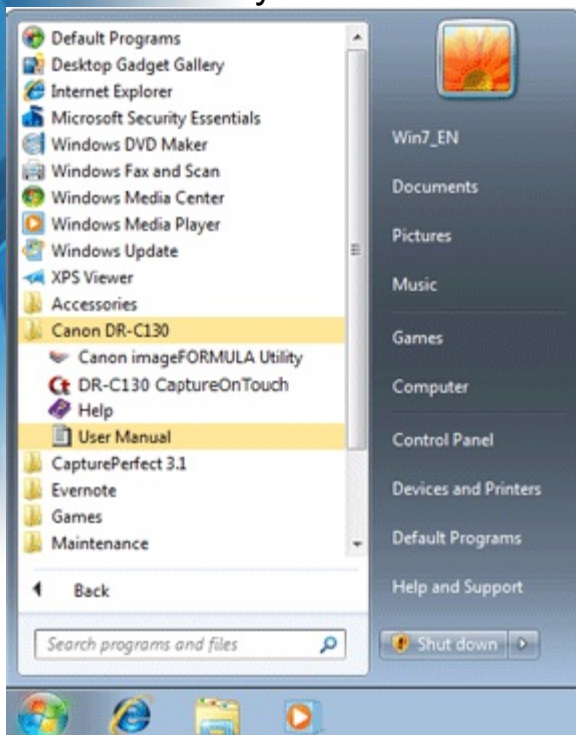 Default Programs
Desktop Gadget Gallery
Internet Explorer
Microsoft Security Essentials
Windows DVD Maker
Windows Fax and Scan
Windows Media Center
Windows Media Player
Windows Update
XPS Viewer
Accessories
Canon DR-C130
Canon imageFORMULA Utility
DR-C130 CaptureOnTouch
Help
User Manual
CapturePerfect 3.1
Evernote
Games
Maintenance
Back
Search programs and files
Win7_EN
Documents
Pictures
Music
Games
Computer
Control Panel
Devices and Printers
Default Programs
Help and Support
Shut down